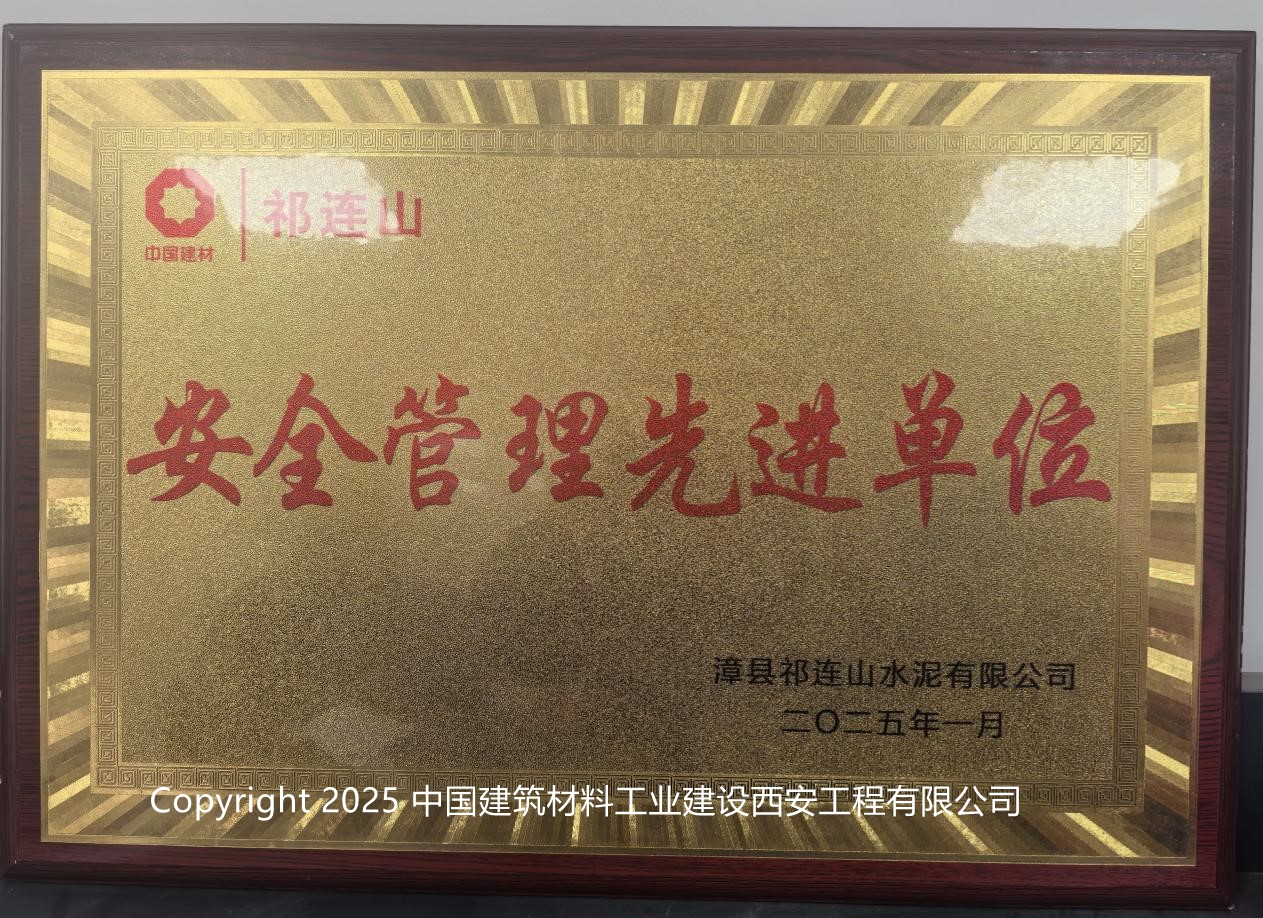 中国建材
祁连山
安全管理先进单位
漳县祁连山水泥有限公司
二〇二五年一月
Copyright 2025 中国建筑材料工业建设西安工程有限公司